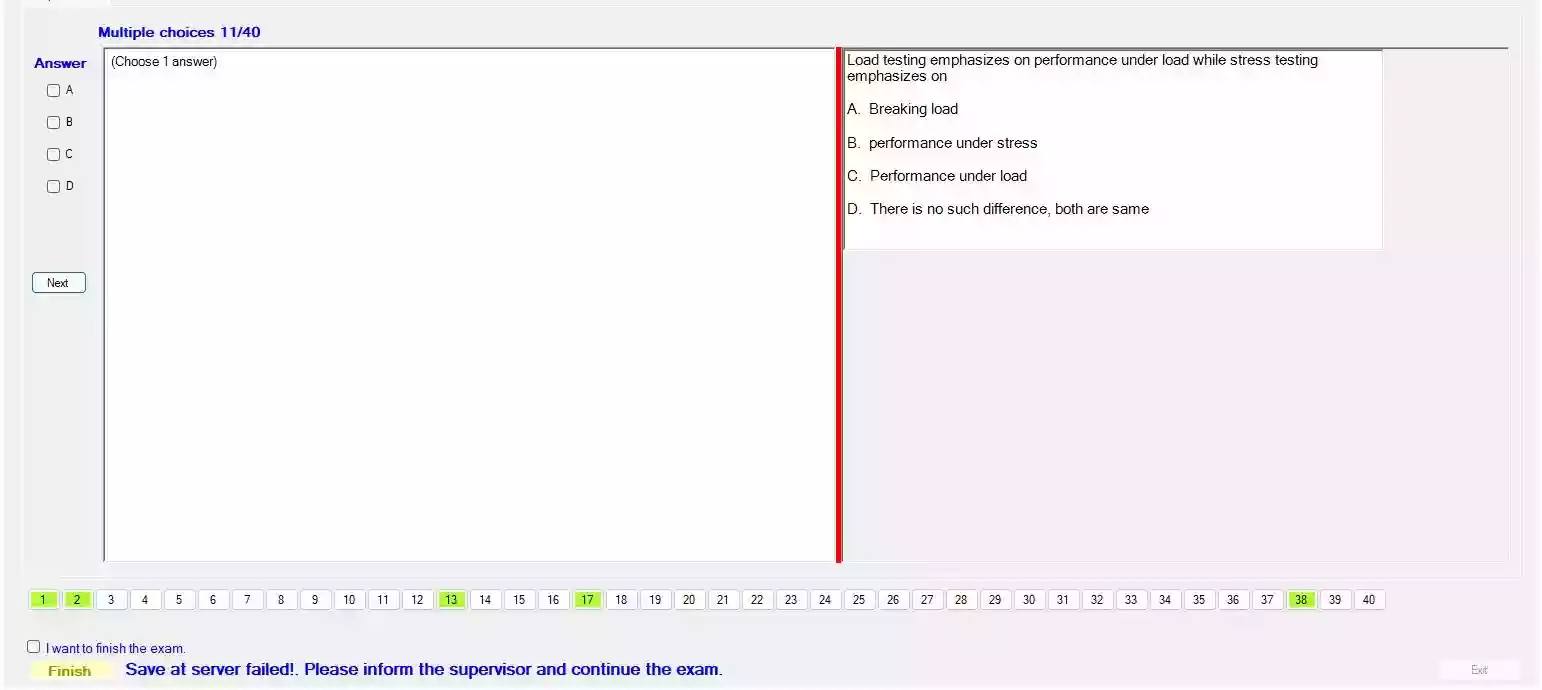 Multiple choices 11/40
Answer
(Choose 1 answer)
A
B
C
D
Next
Load testing emphasizes on performance under load while stress testing
emphasizes on
A. Breaking load
B. performance under stress
C. Performance under load
D. There is no such difference, both are same
1 2 3 4 5 6 7 8 9 10 11 12 13 14 15 16 17 18 19 20 21 22 23 24 25 26 27 28 29 30 31 32 33 34 35 36 37 38 39 40
I want to finish the exam.
Finish Save at server failed!. Please inform the supervisor and continue the exam.
Exit